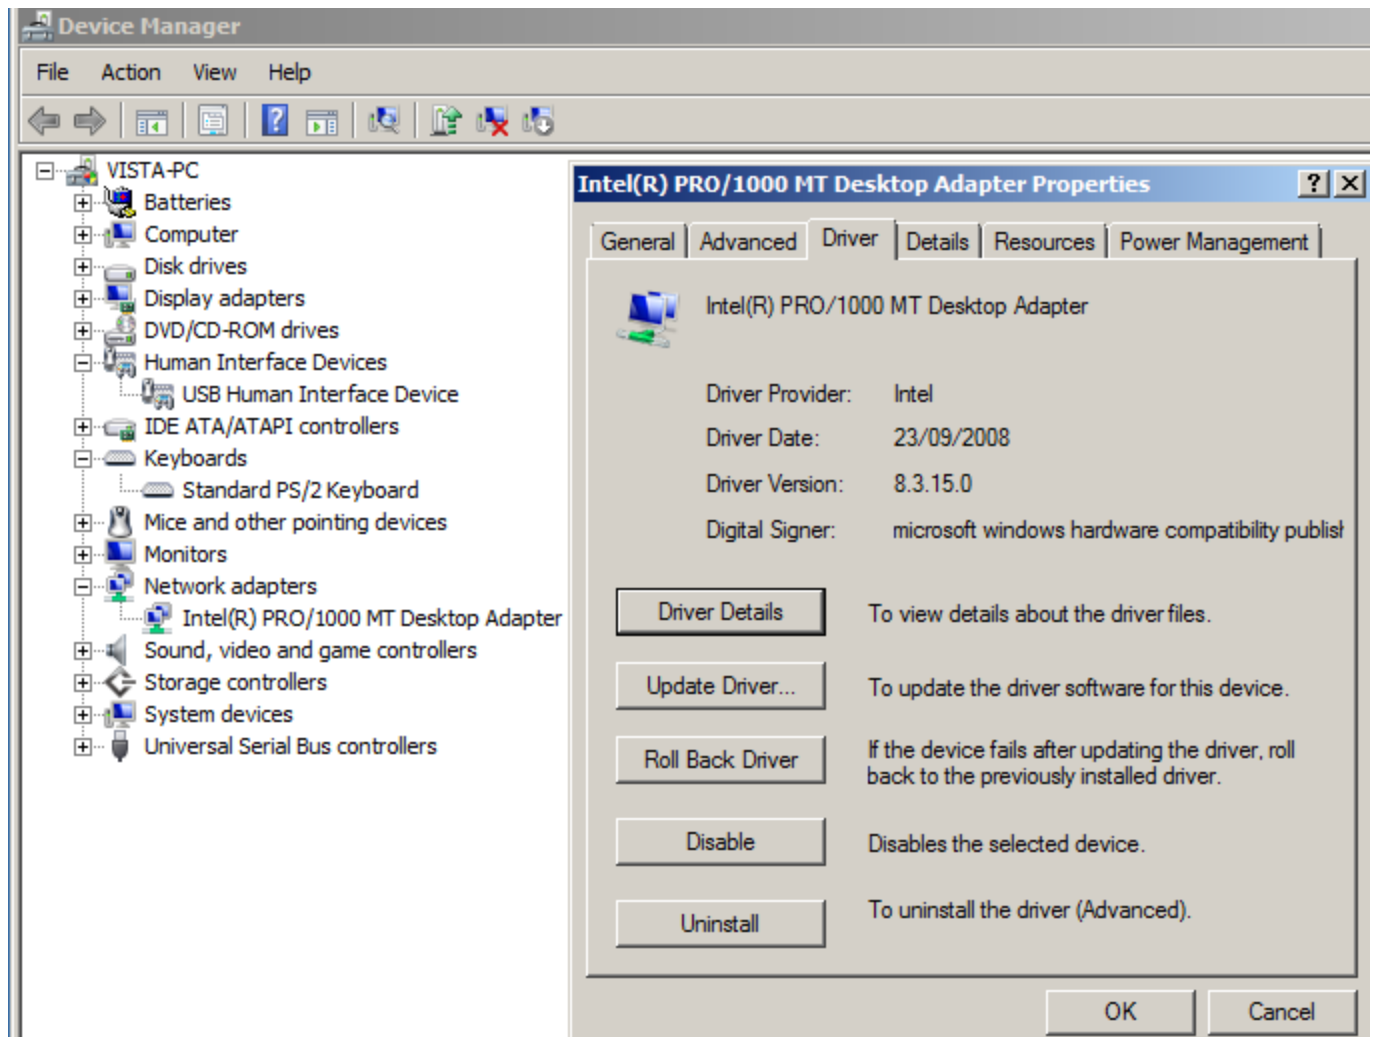 Device Manager
File Action View Help
VISTA-PC
Batteries
Computer
Disk drives
Display adapters
DVD/CD-ROM drives
Human Interface Devices
USB Human Interface Device
IDE ATA/ATAPI controllers
Keyboards
Standard PS/2 Keyboard
Mice and other pointing devices
Monitors
Network adapters
Intel(R) PRO/1000 MT Desktop Adapter
Sound, video and game controllers
Storage controllers
System devices
Universal Serial Bus controllers
Intel(R) PRO/1000 MT Desktop Adapter Properties
General Advanced Driver Details Resources Power Management
Intel(R) PRO/1000 MT Desktop Adapter
Driver Provider: Intel
Driver Date: 23/09/2008
Driver Version: 8.3.15.0
Digital Signer: microsoft windows hardware compatibility publish
Driver Details To view details about the driver files.
Update Driver... To update the driver software for this device.
Roll Back Driver If the device fails after updating the driver, roll
back to the previously installed driver.
Disable Disables the selected device.
Uninstall To uninstall the driver (Advanced).
OK Cancel